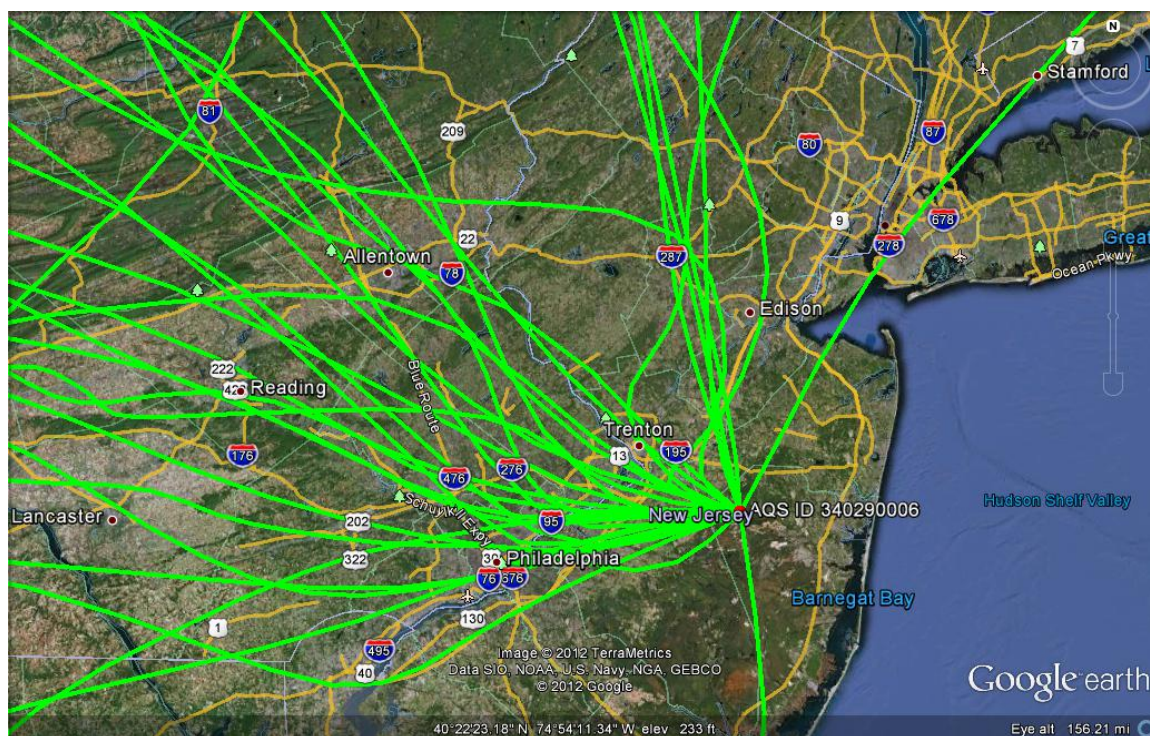 N
7
Stamford
81
209
80
87
9
678
22
278
Great
Allentown
287
78
Ocean Pkwy
Edison
222
Reading
Blue Route
Trenton
13
195
176
476
276
Schuylkill Expy
Lancaster
202
95
New Jersey
AQS ID 340290006
Hudson Shelf Valley
322
Philadelphia
76
676
Barnegat Bay
1
130
495
40
Image © 2012 TerraMetrics
Data SIO, NOAA, U.S. Navy, NGA, GEBCO
© 2012 Google
Google earth
40°22'23.18" N 74°54'11.34" W elev 233 ft
Eye alt 156.21 mi